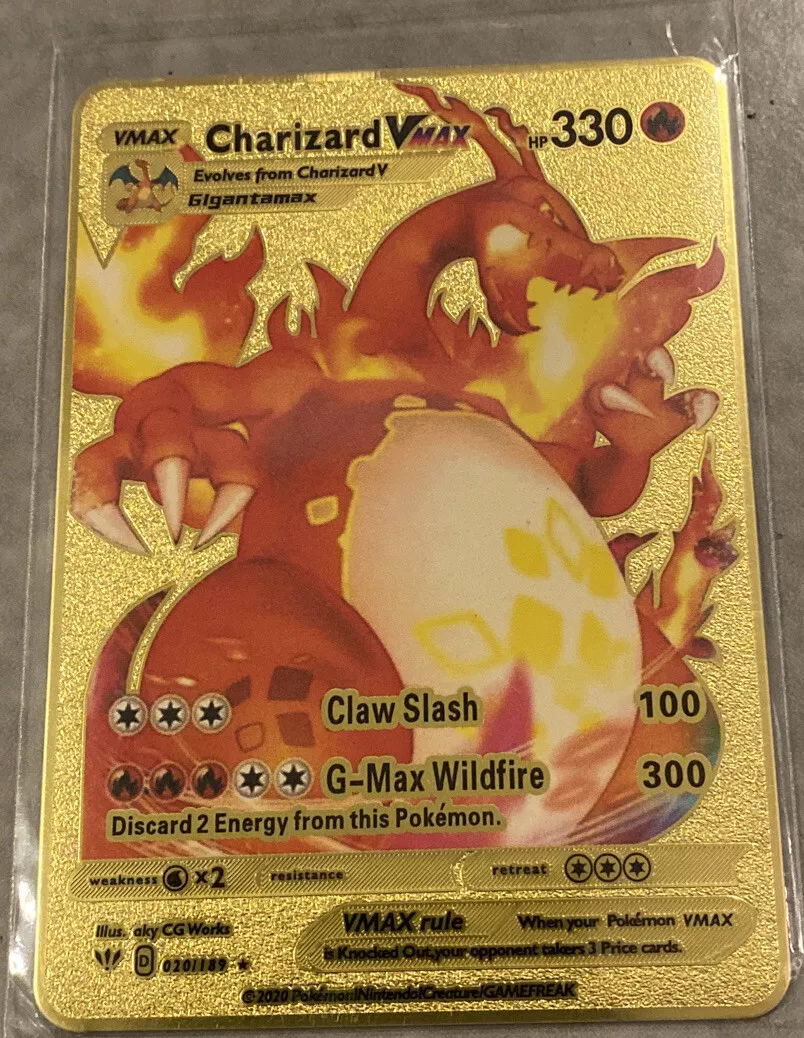 VMAX Charizard VMAX HP 330
Evolves from Charizard V
Gigantamax
Claw Slash 100
G-Max Wildfire 300
Discard 2 Energy from this Pokémon.
weakness x2 resistance retreat
Illus. aky CG Works
D 020/189
VMAX rule When your Pokémon VMAX
is Knocked Out,your opponent takers 3 Price cards.
©2020 Pokémon/Nintendo/Creature/GAMEFREAK